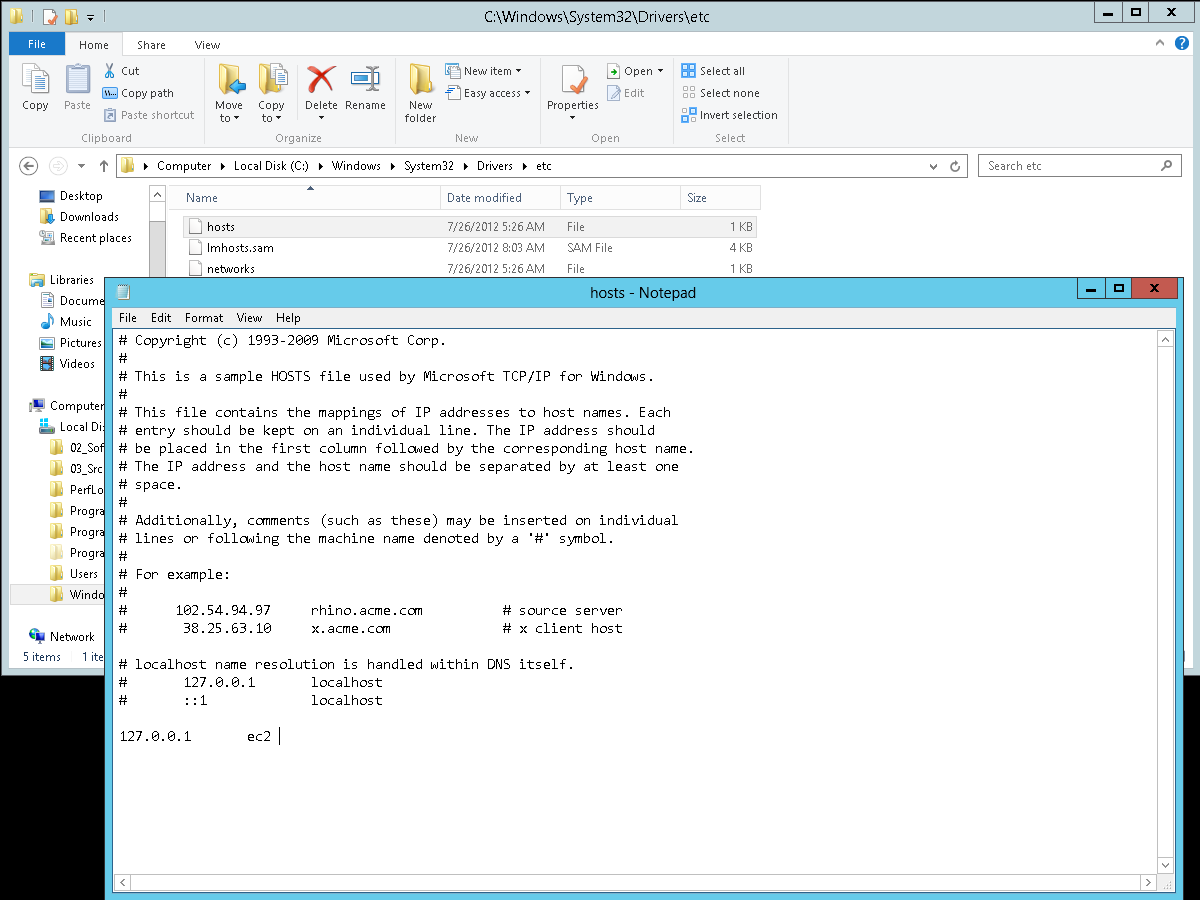 C:\Windows\System32\Drivers\etc
File Home Share View
Copy
Paste
Cut
Copy path
Paste shortcut
Clipboard
Move to
Copy to
Delete
Rename
Organize
New folder
New item
Easy access
New
Properties
Open
Edit
Open
Select all
Select none
Invert selection
Select
Computer Local Disk (C:) Windows System32 Drivers etc
Search etc
Desktop
Downloads
Recent places
Libraries
Docume
Music
Pictures
Videos
Computer
Local Dis
02_Sof
03_Src
PerfLo
Progra
Progra
Progra
Users
Windo
Network
5 items 1 ite
Name Date modified Type Size
hosts 7/26/2012 5:26 AM File 1 KB
lmhosts.sam 7/26/2012 8:03 AM SAM File 4 KB
networks 7/26/2012 5:26 AM File 1 KB
hosts - Notepad
File Edit Format View Help
# Copyright (c) 1993-2009 Microsoft Corp.
#
# This is a sample HOSTS file used by Microsoft TCP/IP for Windows.
#
# This file contains the mappings of IP addresses to host names. Each
# entry should be kept on an individual line. The IP address should
# be placed in the first column followed by the corresponding host name.
# The IP address and the host name should be separated by at least one
# space.
#
# Additionally, comments (such as these) may be inserted on individual
# lines or following the machine name denoted by a '#' symbol.
#
# For example:
#
# 102.54.94.97 rhino.acme.com # source server
# 38.25.63.10 x.acme.com # x client host
# localhost name resolution is handled within DNS itself.
# 127.0.0.1 localhost
# ::1 localhost
127.0.0.1 ec2